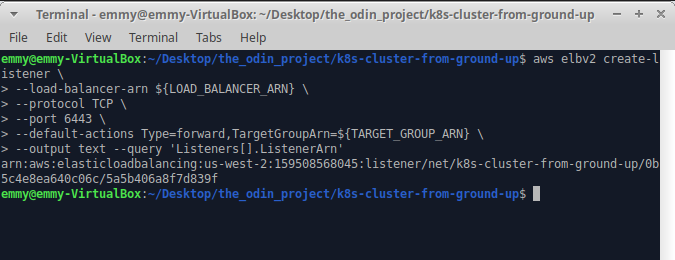 Terminal - emmy@emmy-VirtualBox: ~/Desktop/the_odin_project/k8s-cluster-from-ground-up
File Edit View Terminal Tabs Help
emmy@emmy-VirtualBox:~/Desktop/the_odin_project/k8s-cluster-from-ground-up$ aws elbv2 create-l
istener \
> --load-balancer-arn ${LOAD_BALANCER_ARN} \
> --protocol TCP \
> --port 6443 \
> --default-actions Type=forward,TargetGroupArn=${TARGET_GROUP_ARN} \
> --output text --query 'Listeners[].ListenerArn'
arn:aws:elasticloadbalancing:us-west-2:159508568045:listener/net/k8s-cluster-from-ground-up/0b
5c4e8ea640c06c/5a5b406a8f7d839f
emmy@emmy-VirtualBox:~/Desktop/the_odin_project/k8s-cluster-from-ground-up$